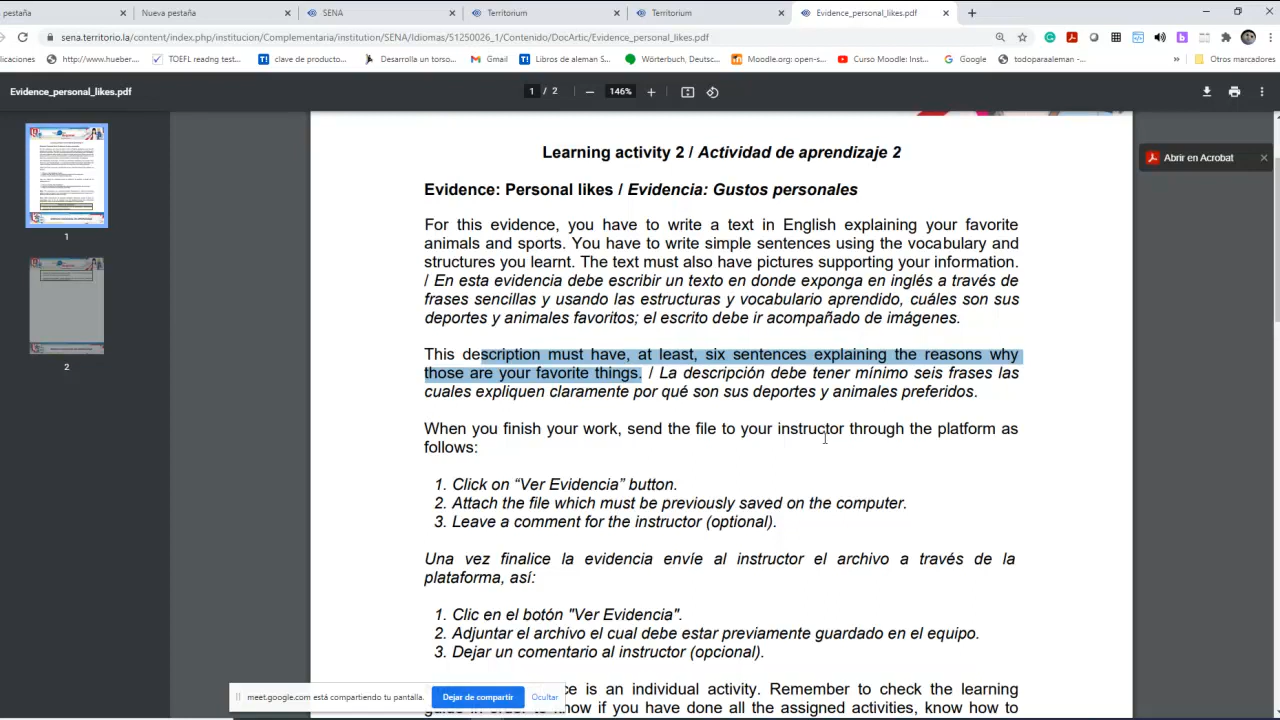 s pestaña
Nueva pestaña
SENA
Territorium
Territorium
Evidence_personal_likes.pdf
sena.territorio.la/content/index.php/institucion/Complementaria/institution/SENA/Idiomas/51250026_1/Contenido/DocArtic/Evidence_personal_likes.pdf
licaciones
http://www.hueber...
TOEFL readng test...
clave de producto...
Desarrolla un torso...
Gmail
Libros de aleman S...
Wörterbuch, Deutsc...
Moodle.org: open-s...
Curso Moodle: Inst...
Google
todoparaaleman -...
Otros marcadores
Evidence_personal_likes.pdf
1 / 2
146%
Abrir en Acrobat
1
2
Learning activity 2 / Actividad de aprendizaje 2
Evidence: Personal likes / Evidencia: Gustos personales
For this evidence, you have to write a text in English explaining your favorite
animals and sports. You have to write simple sentences using the vocabulary and
structures you learnt. The text must also have pictures supporting your information.
/ En esta evidencia debe escribir un texto en donde exponga en inglés a través de
frases sencillas y usando las estructuras y vocabulario aprendido, cuáles son sus
deportes y animales favoritos; el escrito debe ir acompañado de imágenes.
This description must have, at least, six sentences explaining the reasons why
those are your favorite things. / La descripción debe tener mínimo seis frases las
cuales expliquen claramente por qué son sus deportes y animales preferidos.
When you finish your work, send the file to your instructor through the platform as
follows:
1. Click on “Ver Evidencia” button.
2. Attach the file which must be previously saved on the computer.
3. Leave a comment for the instructor (optional).
Una vez finalice la evidencia envíe al instructor el archivo a través de la
plataforma, así:
1. Clic en el botón "Ver Evidencia".
2. Adjuntar el archivo el cual debe estar previamente guardado en el equipo.
3. Dejar un comentario al instructor (opcional).
is an individual activity. Remember to check the learning
if you have done all the assigned activities, know how to
meet.google.com está compartiendo tu pantalla.
Dejar de compartir
Ocultar